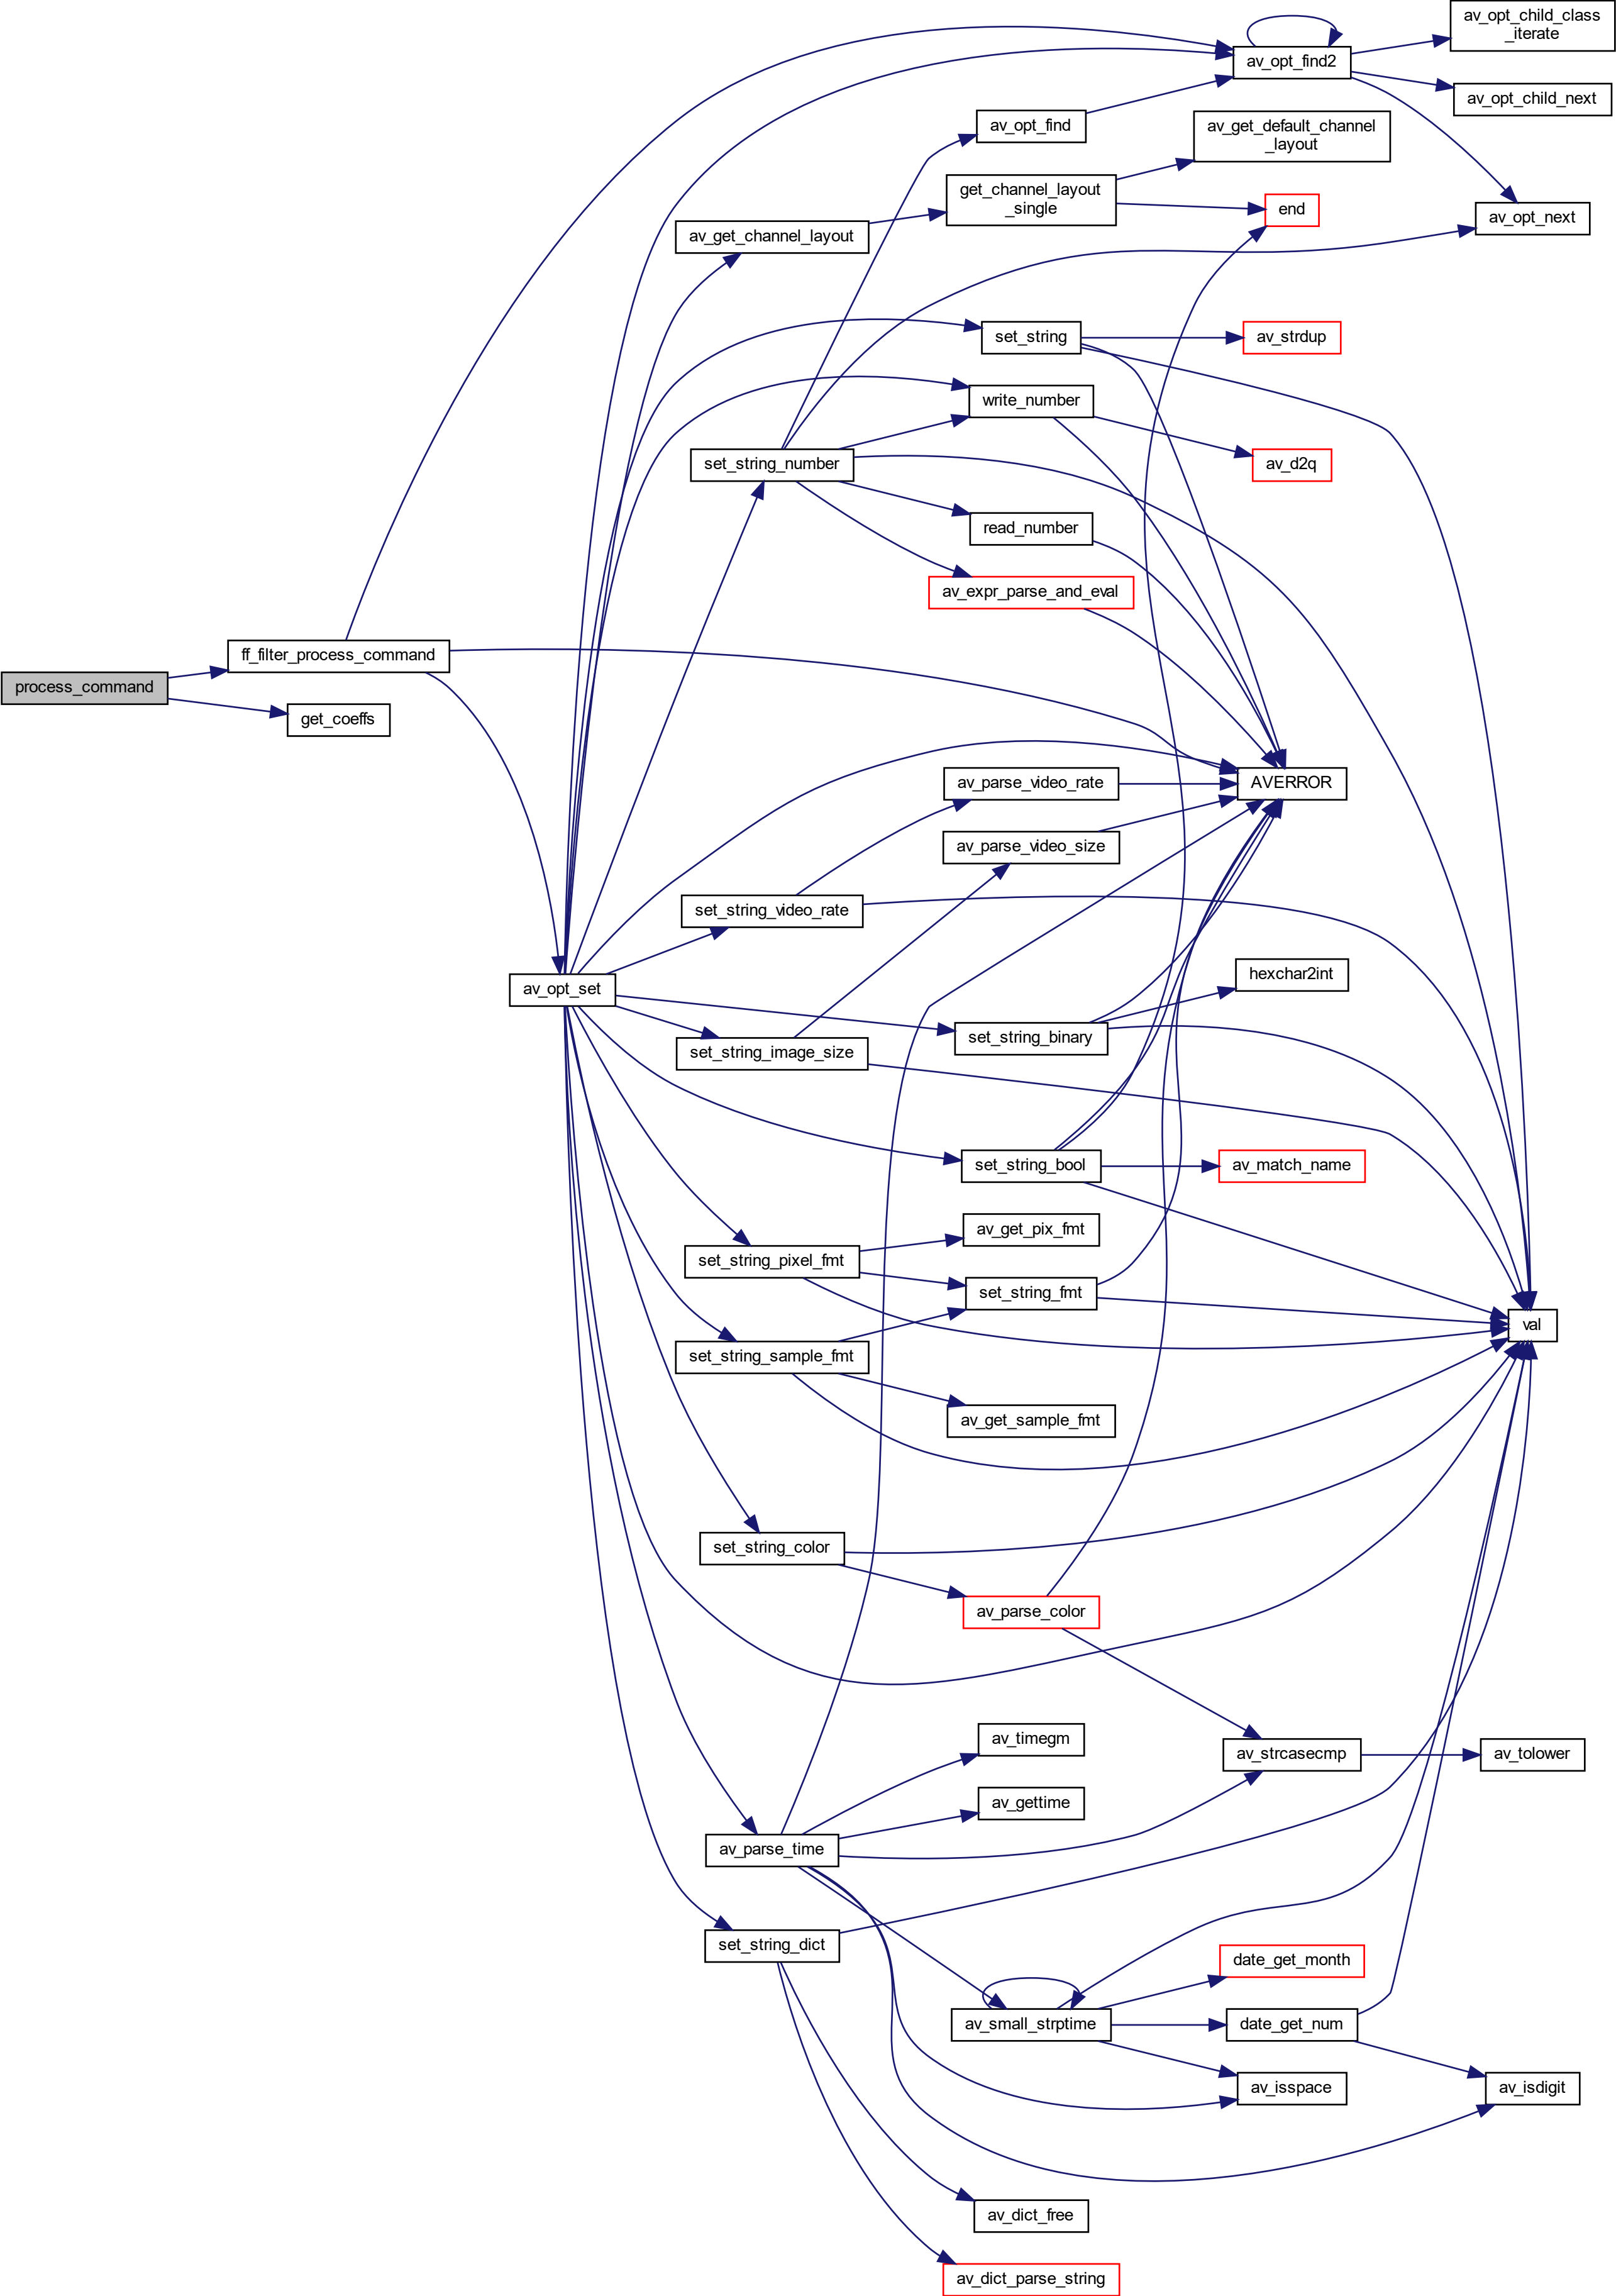 av_opt_child_class
_iterate
av_opt_find2
av_opt_child_next
av_opt_find
av_get_default_channel
_layout
get_channel_layout
_single
end
av_opt_next
av_get_channel_layout
set_string
av_strdup
write_number
set_string_number
av_d2q
read_number
av_expr_parse_and_eval
ff_filter_process_command
process_command
get_coeffs
av_parse_video_rate
AVERROR
av_parse_video_size
set_string_video_rate
av_opt_set
hexchar2int
set_string_binary
set_string_image_size
set_string_bool
av_match_name
av_get_pix_fmt
set_string_pixel_fmt
set_string_fmt
val
set_string_sample_fmt
av_get_sample_fmt
set_string_color
av_parse_color
av_timegm
av_strcasecmp
av_tolower
av_gettime
av_parse_time
set_string_dict
date_get_month
av_small_strptime
date_get_num
av_isspace
av_isdigit
av_dict_free
av_dict_parse_string